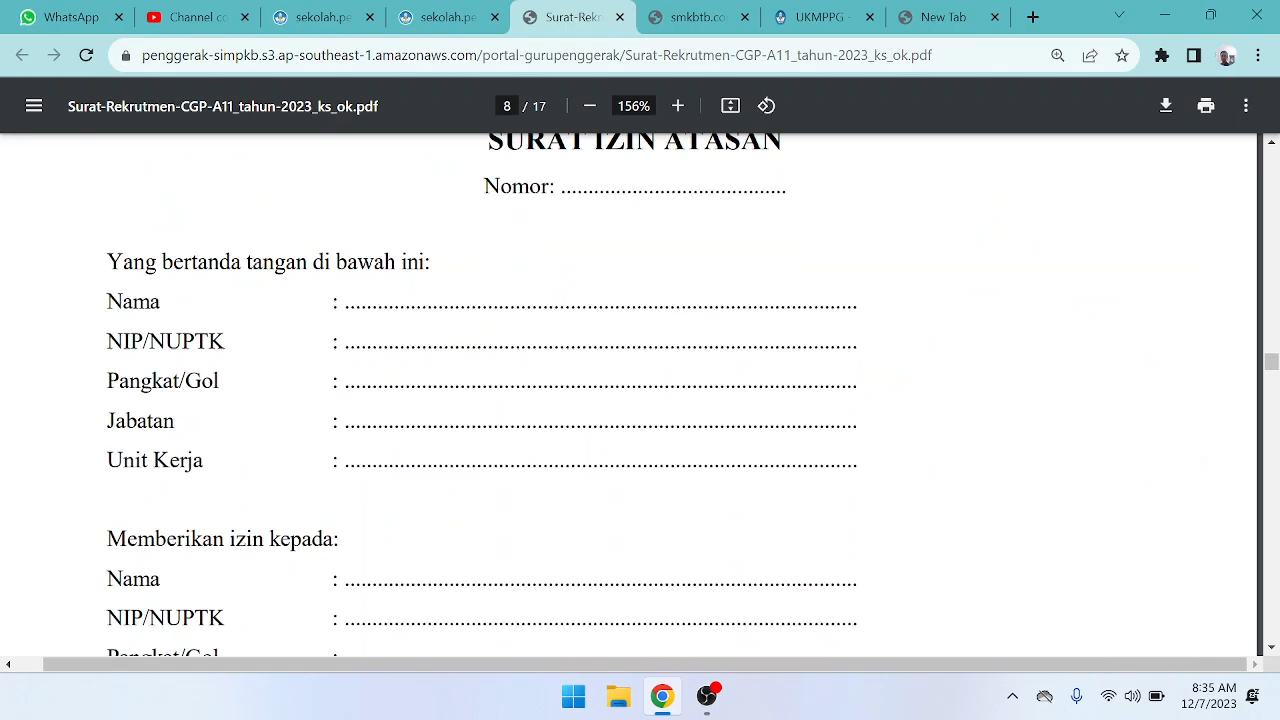 WhatsApp
Channel co
sekolah.pe
sekolah.pe
Surat-Rekr
smkbtb.co
UKMPPG -
New Tab
penggerak-simpkb.s3.ap-southeast-1.amazonaws.com/portal-gurupenggerak/Surat-Rekrutmen-CGP-A11_tahun-2023_ks_ok.pdf
Surat-Rekrutmen-CGP-A11_tahun-2023_ks_ok.pdf
8 / 17
156%
SURAT IZIN ATASAN
Nomor: .........................................
Yang bertanda tangan di bawah ini:
Nama : .............................................................................................
NIP/NUPTK : .............................................................................................
Pangkat/Gol : .............................................................................................
Jabatan : .............................................................................................
Unit Kerja : .............................................................................................
Memberikan izin kepada:
Nama : .............................................................................................
NIP/NUPTK : .............................................................................................
Pangkat/Gol :
8:35 AM
12/7/2023